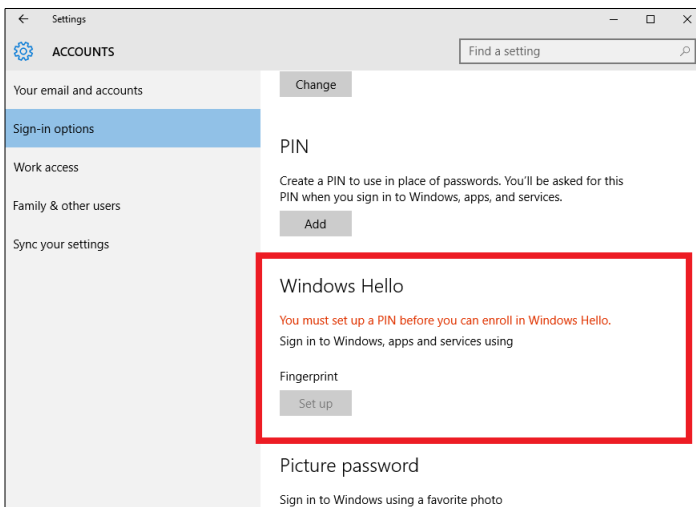 Settings
ACCOUNTS
Find a setting
Your email and accounts
Sign-in options
Work access
Family & other users
Sync your settings
Change
PIN
Create a PIN to use in place of passwords. You'll be asked for this
PIN when you sign in to Windows, apps, and services.
Add
Windows Hello
You must set up a PIN before you can enroll in Windows Hello.
Sign in to Windows, apps and services using
Fingerprint
Set up
Picture password
Sign in to Windows using a favorite photo